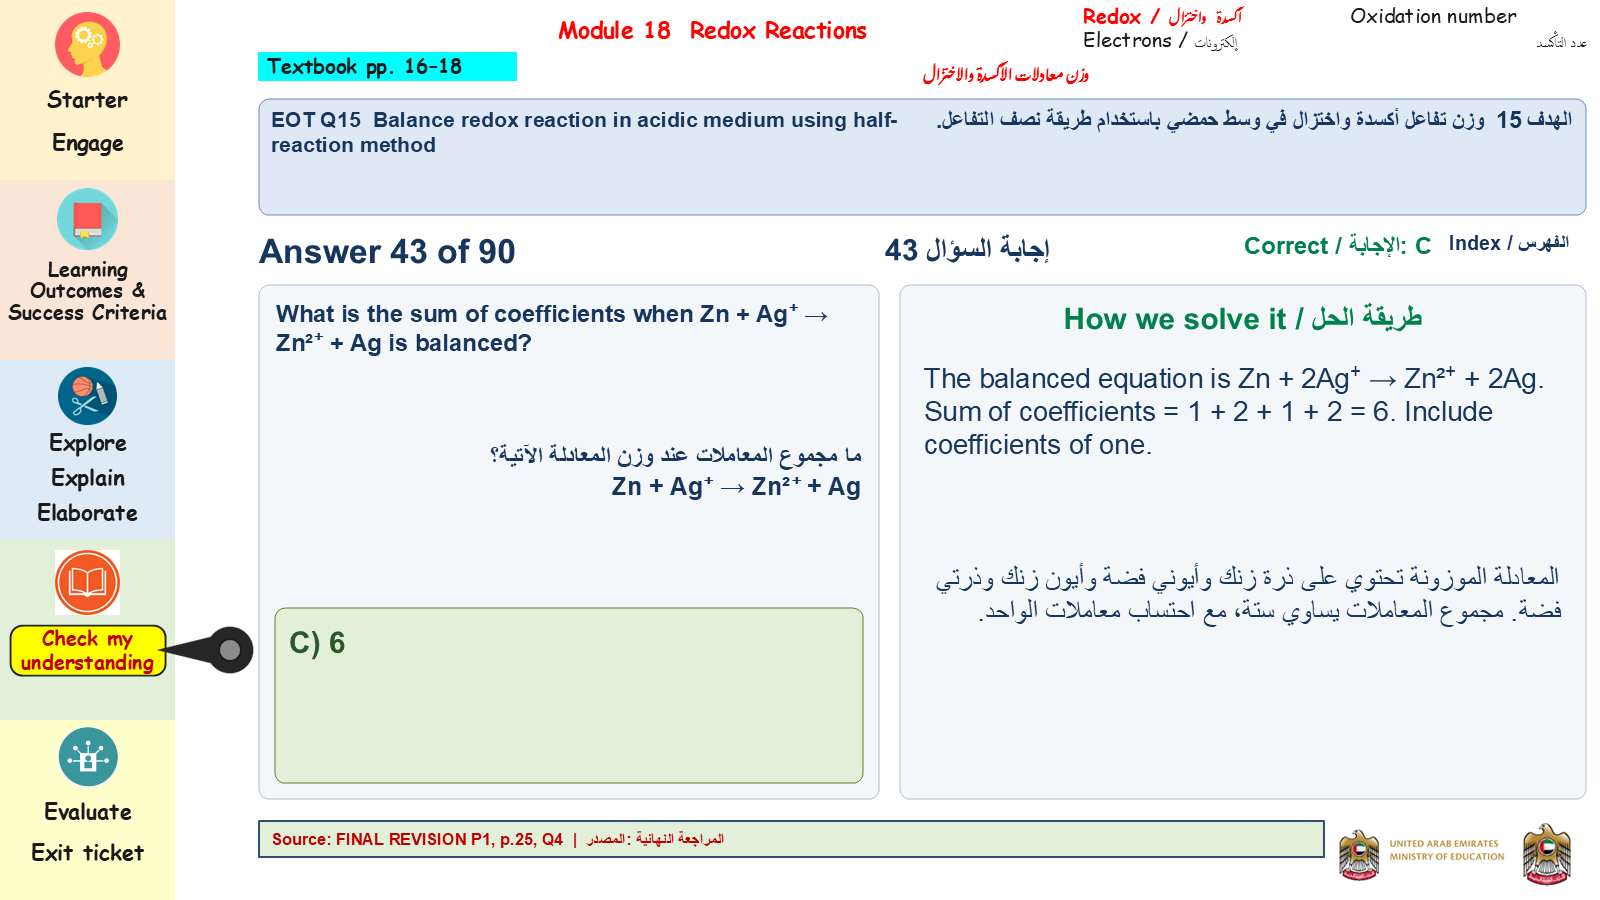 Starter
Engage
Learning
Outcomes &
Success Criteria
Explore
Explain
Elaborate
Check my
understanding
Evaluate
Exit ticket
Module 18  Redox Reactions
Redox / أكسدة واختزال
Electrons / إلكترونات
Oxidation number
عدد التأكسد
Textbook pp. 16-18
وزن معادلات الأكسدة والاختزال
EOT Q15  Balance redox reaction in acidic medium using half-
reaction method
الهدف 15  وزن تفاعل أكسدة واختزال في وسط حمضي باستخدام طريقة نصف التفاعل.
Answer 43 of 90
إجابة السؤال 43
Correct / الإجابة: C
Index / الفهرس
What is the sum of coefficients when Zn + Ag⁺ →
Zn²⁺ + Ag is balanced?
ما مجموع المعاملات عند وزن المعادلة الآتية؟
Zn + Ag⁺ → Zn²⁺ + Ag
C) 6
How we solve it / طريقة الحل
The balanced equation is Zn + 2Ag⁺ → Zn²⁺ + 2Ag.
Sum of coefficients = 1 + 2 + 1 + 2 = 6. Include
coefficients of one.
المعادلة الموزونة تحتوي على ذرة زنك وأيوني فضة وأيون زنك وذرتي
فضة. مجموع المعاملات يساوي ستة، مع احتساب معاملات الواحد.
Source: FINAL REVISION P1, p.25, Q4  |  المصدر: المراجعة النهائية
UNITED ARAB EMIRATES
MINISTRY OF EDUCATION